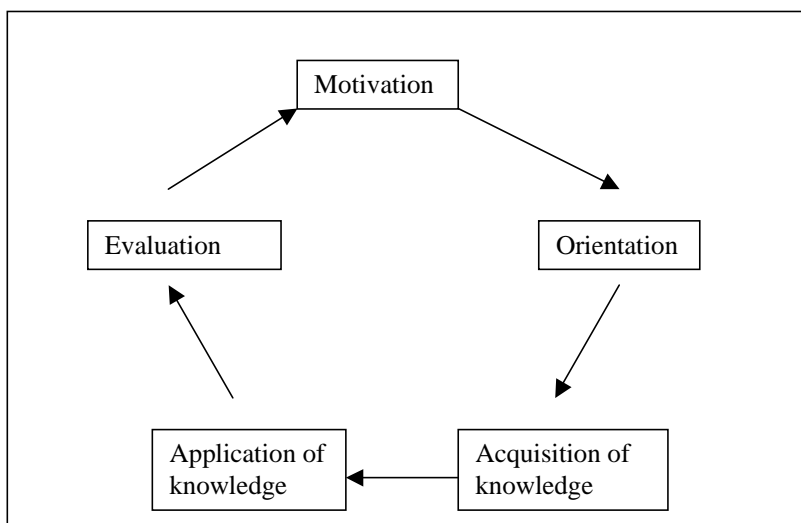 Motivation
Evaluation
Orientation
Application of
knowledge
Acquisition of
knowledge